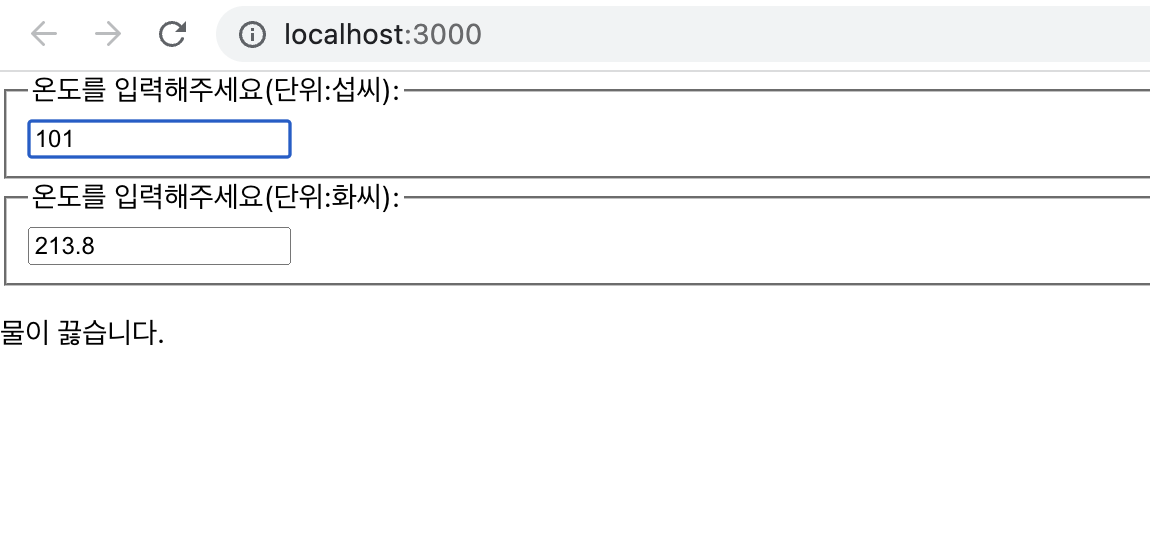 localhost:3000
온도를 입력해주세요(단위:섭씨):
101
온도를 입력해주세요(단위:화씨):
213.8
물이 끓습니다.